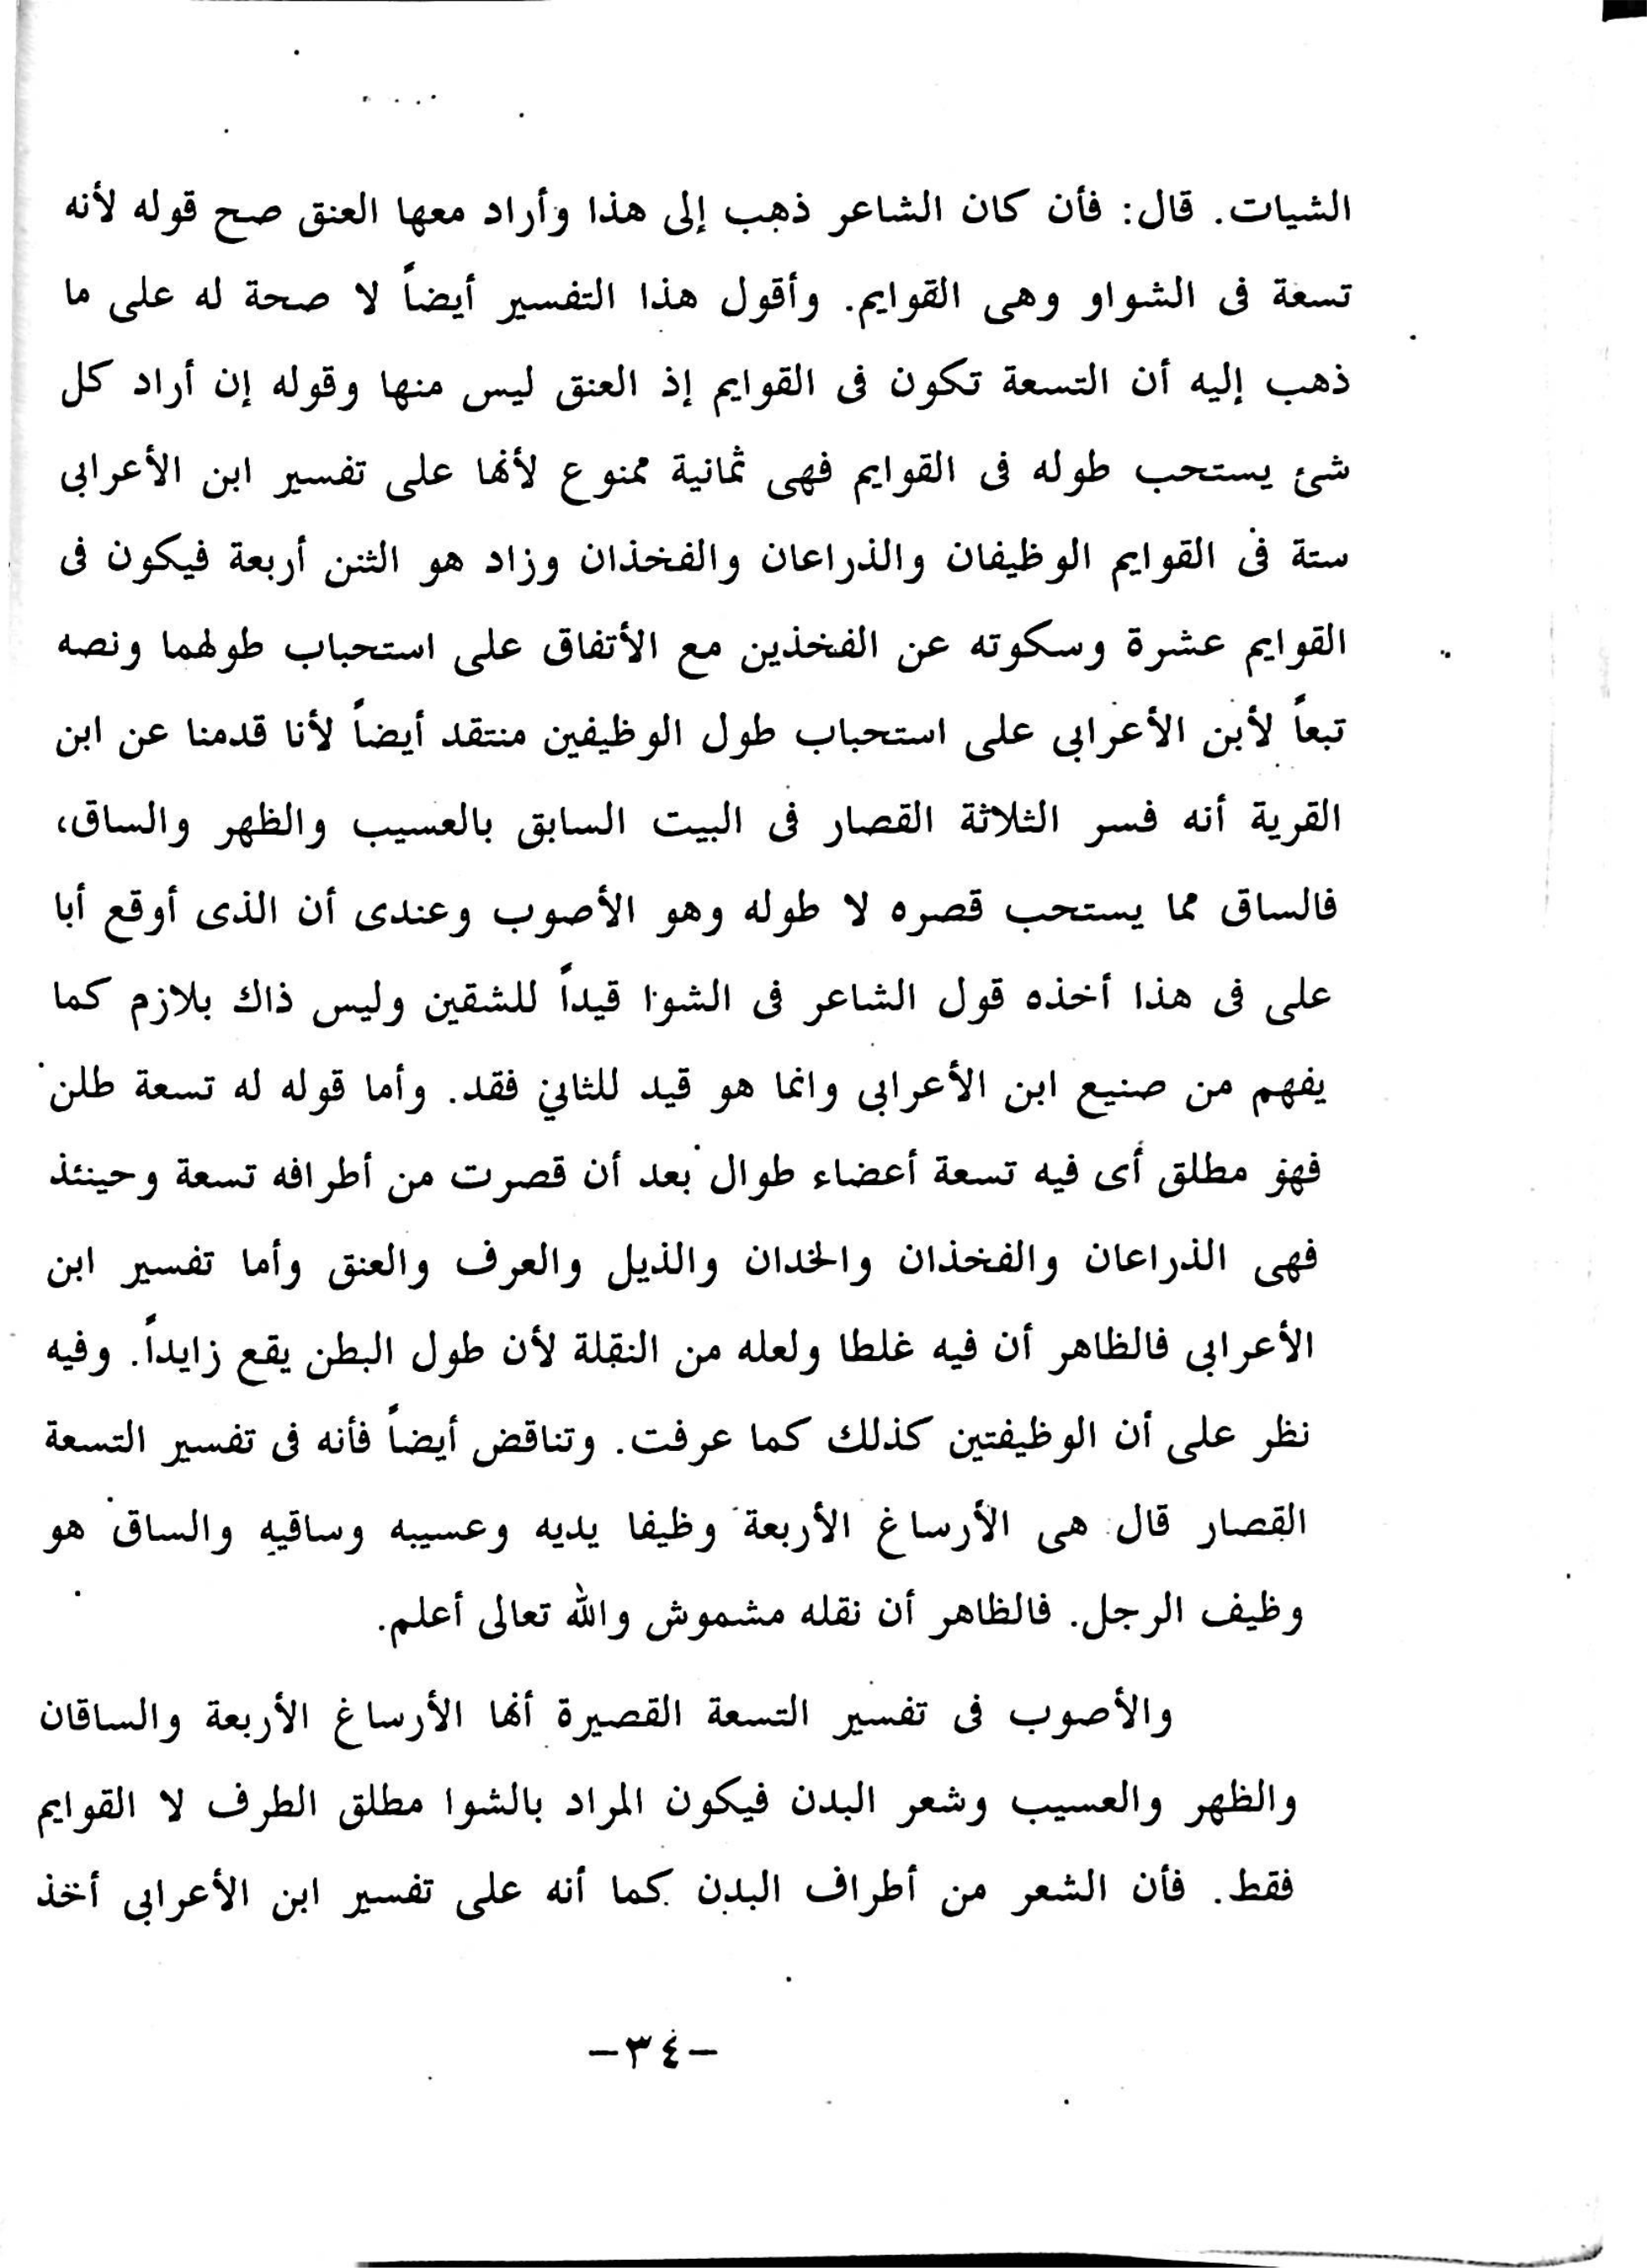 الشيات. قال: فأن كان الشاعر ذهب إلى هذا وأراد معها العنق صح قوله لأنه
تسعة فى الشواو وهى القوايم. وأقول هذا التفسير أيضاً لا صحة له على ما
ذهب إليه أن التسعة تكون فى القوايم إذ العنق ليس منها وقوله إن أراد كل
شئ يستحب طوله فى القوايم فهى ثمانية ممنوع لأنها على تفسير ابن الأعرابى
ستة فى القوايم الوظيفان والذراعان والفخذان وزاد هو الثنن أربعة فيكون فى
القوايم عشرة وسكوته عن الفخذين مع الأتفاق على استحباب طولهما ونصه
تبعاً لأبن الأعرابى على استحباب طول الوظيفين منتقد أيضاً لأنا قدمنا عن ابن
القرية أنه فسر الثلاثة القصار فى البيت السابق بالعسيب والظهر والساق،
فالساق مما يستحب قصره لا طوله وهو الأصوب وعندى أن الذى أوقع أبا
على فى هذا أخذه قول الشاعر فى الشوا قيداً للشقين وليس ذاك بلازم كما
يفهم من صنيع ابن الأعرابى وانما هو قيد للثاني فقد. وأما قوله له تسعة طلن
فهو مطلق أى فيه تسعة أعضاء طوال بعد أن قصرت من أطرافه تسعة وحينئذ
فهى الذراعان والفخذان والخدان والذيل والعرف والعنق وأما تفسير ابن
الأعرابى فالظاهر أن فيه غلطا ولعله من النقلة لأن طول البطن يقع زايداً. وفيه
نظر على أن الوظيفتين كذلك كما عرفت. وتناقض أيضاً فأنه فى تفسير التسعة
القصار قال هى الأرساغ الأربعة وظيفا يديه وعسيبه وساقيه والساق هو
وظيف الرجل. فالظاهر أن نقله مشموش والله تعالى أعلم.
والأصوب فى تفسير التسعة القصيرة أنها الأرساغ الأربعة والساقان
والظهر والعسيب وشعر البدن فيكون المراد بالشوا مطلق الطرف لا القوايم
فقط. فأن الشعر من أطراف البدن كما أنه على تفسير ابن الأعرابى أخذ
-٣٤-